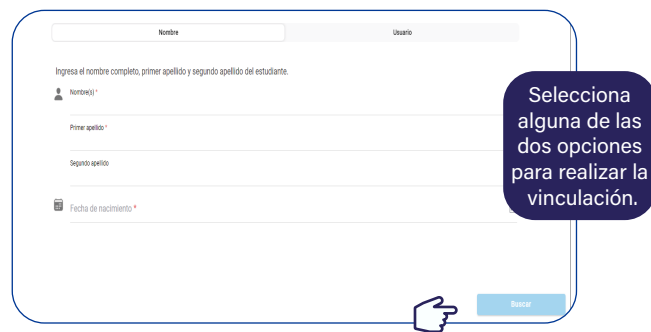 Nombre
Usuario
Ingresa el nombre completo, primer apellido y segundo apellido del estudiante.
Nombre(s) *
Primer apellido *
Segundo apellido
Fecha de nacimiento *
Selecciona
alguna de las
dos opciones
para realizar la
vinculación.
Buscar